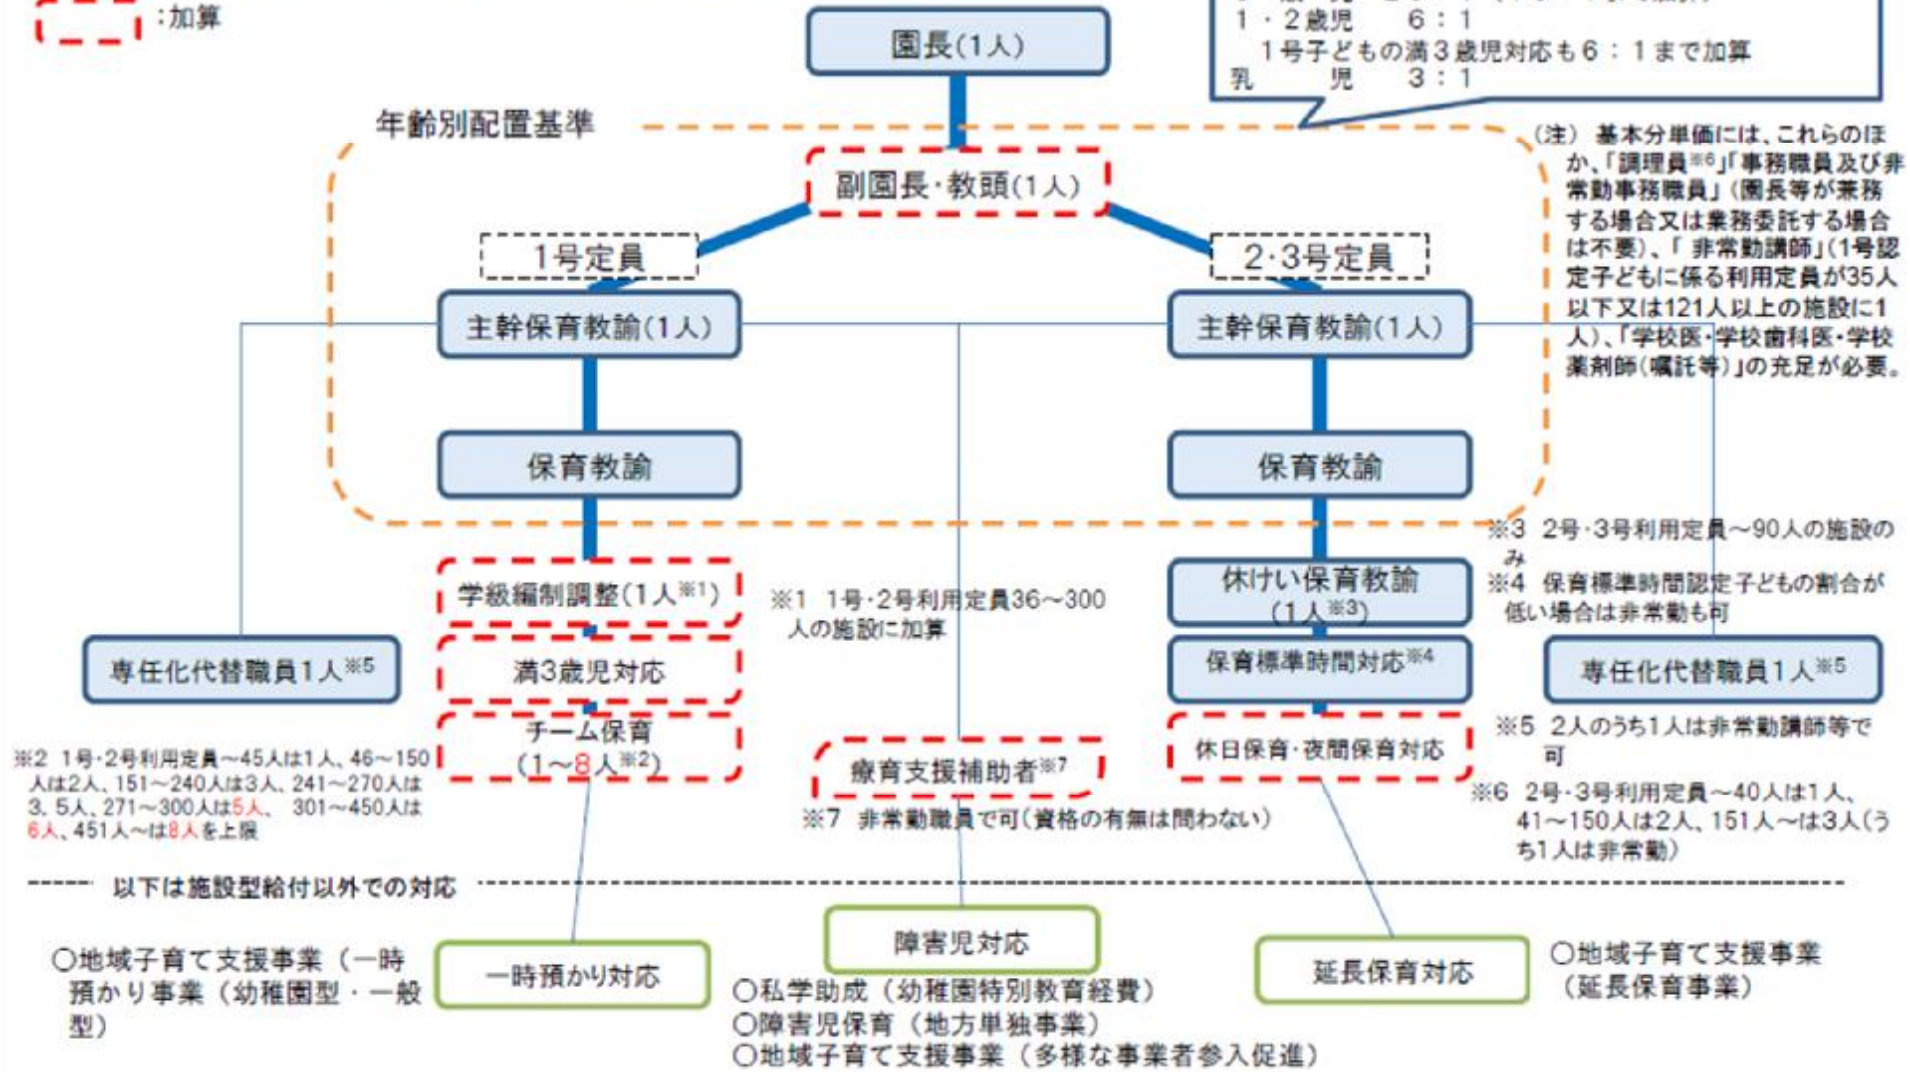 :加算
園長(1人)
1・2歳児 6:1
1号子どもの満3歳児対応も6:1まで加算
乳 児 3:1
年齢別配置基準
副園長・教頭(1人)
1号定員
2・3号定員
主幹保育教諭(1人)
主幹保育教諭(1人)
保育教諭
保育教諭
(注) 基本分単価には、これらのほ
か、「調理員※6」「事務職員及び非
常勤事務職員」(園長等が兼務
する場合又は業務委託する場合
は不要)、「 非常勤講師」(1号認
定子どもに係る利用定員が35人
以下又は121人以上の施設に1
人)、「学校医・学校歯科医・学校
薬剤師(嘱託等)」の充足が必要。
学級編制調整(1人※1)
※1 1号・2号利用定員36～300
人の施設に加算
休けい保育教諭
(1人※3)
※3 2号・3号利用定員～90人の施設の
み
※4 保育標準時間認定子どもの割合が
低い場合は非常勤も可
専任化代替職員1人※5
満3歳児対応
保育標準時間対応※4
専任化代替職員1人※5
チーム保育
(1～8人※2)
療育支援補助者※7
休日保育・夜間保育対応
※5 2人のうち1人は非常勤講師等で
可
※2 1号・2号利用定員～45人は1人、46～150
人は2人、151～240人は3人、241～270人は
3.5人、271～300人は5人、 301～450人は
6人、451人～は8人を上限
※7 非常勤職員で可(資格の有無は問わない)
※6 2号・3号利用定員～40人は1人、
41～150人は2人、151人～は3人(う
ち1人は非常勤)
以下は施設型給付以外での対応
〇地域子育て支援事業（一時
預かり事業（幼稚園型・一般
型）
一時預かり対応
障害児対応
〇私学助成（幼稚園特別教育経費）
〇障害児保育（地方単独事業）
〇地域子育て支援事業（多様な事業者参入促進）
延長保育対応
〇地域子育て支援事業
（延長保育事業）